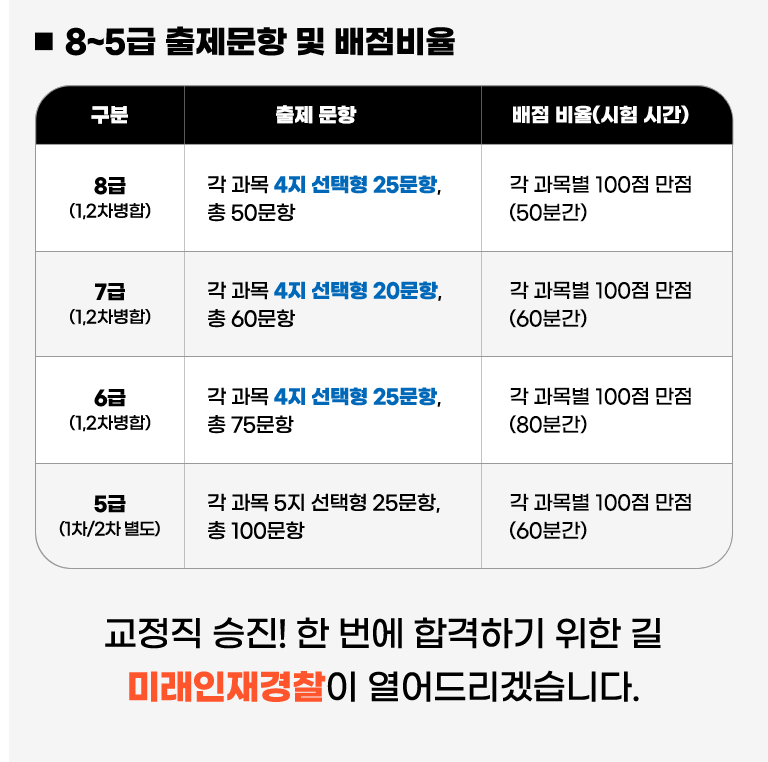 ■ 8~5급 출제문항 및 배점비율
구분 출제 문항 배점 비율(시험 시간)
8급
(1,2차병합)
각 과목 4지 선택형 25문항,
총 50문항
각 과목별 100점 만점
(50분간)
7급
(1,2차병합)
각 과목 4지 선택형 20문항,
총 60문항
각 과목별 100점 만점
(60분간)
6급
(1,2차병합)
각 과목 4지 선택형 25문항,
총 75문항
각 과목별 100점 만점
(80분간)
5급
(1차/2차 별도)
각 과목 5지 선택형 25문항,
총 100문항
각 과목별 100점 만점
(60분간)
교정직 승진! 한 번에 합격하기 위한 길
미래인재경찰이 열어드리겠습니다.